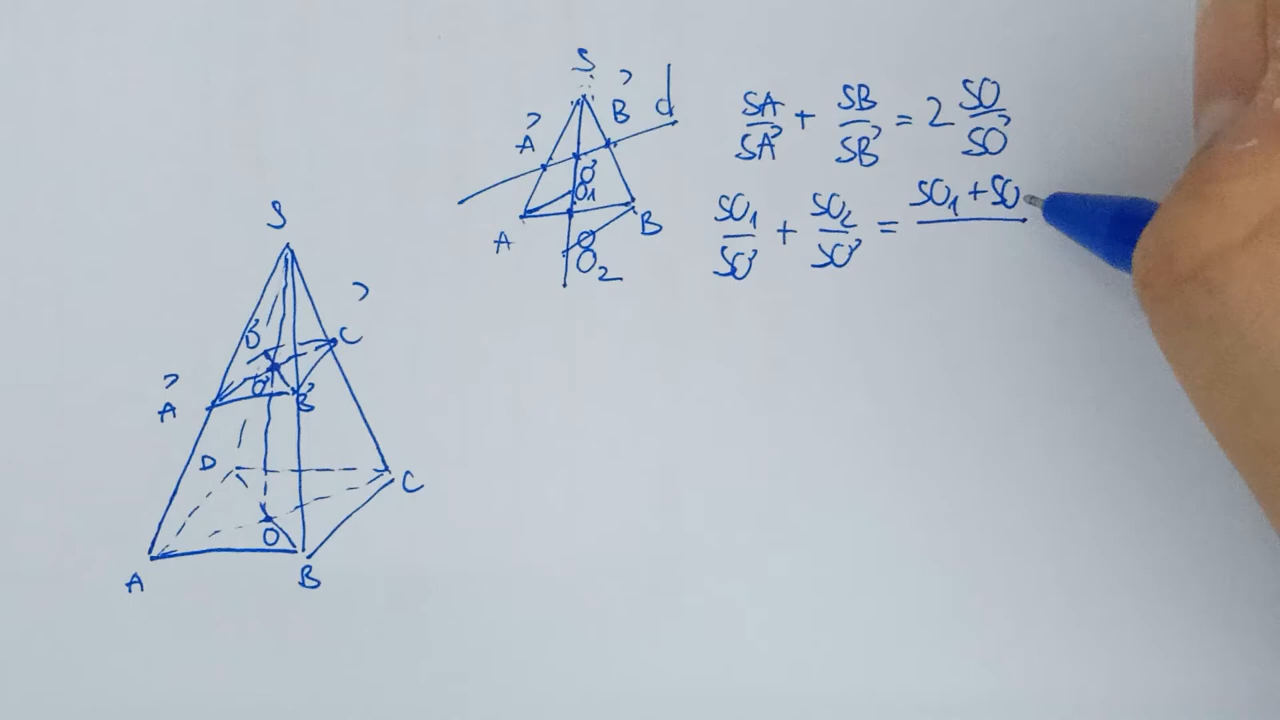 S
B' d
A'
O'
O₁
A B
O
O₂
SA/SA' + SB/SB' = 2 SO/SO'
SO₁/SO' + SO₂/SO' = SO₁ + SO
S
C'
A' O' B'
D C
O
A B